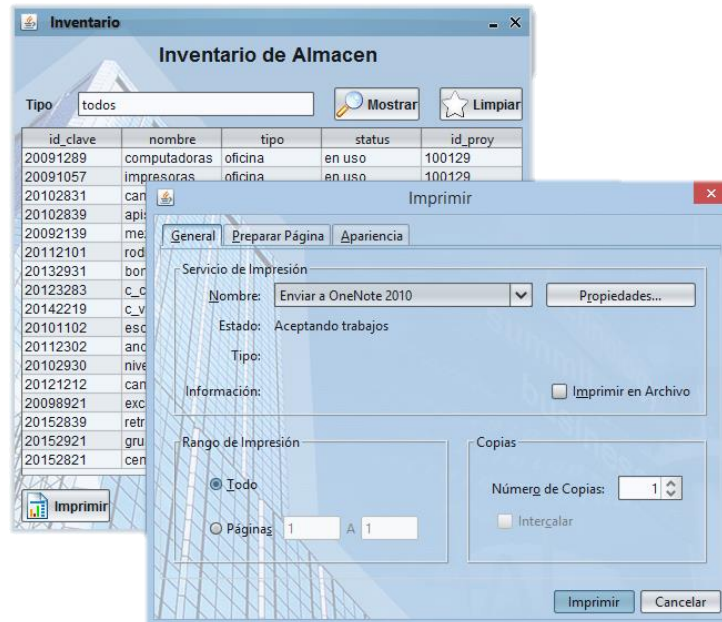 Inventario
Inventario de Almacen
Tipo todos Mostrar Limpiar
id_clave nombre tipo status id_proy
20091289 computadoras oficina en uso 100129
20091057 impresoras oficina en uso 100129
20102831
20102839
20092139
20112101
20132931
20123283
20142219
20101102
20112302
20102930
20121212
20098921
20152839
20152921
20152821
Imprimir
Imprimir
General Preparar Página Apariencia
Servicio de Impresión
Nombre: Enviar a OneNote 2010 Propiedades...
Estado: Aceptando trabajos
Tipo:
Información: Imprimir en Archivo
Rango de Impresión Copias
Todo Número de Copias: 1
Páginas 1 A 1 Intercalar
Imprimir Cancelar